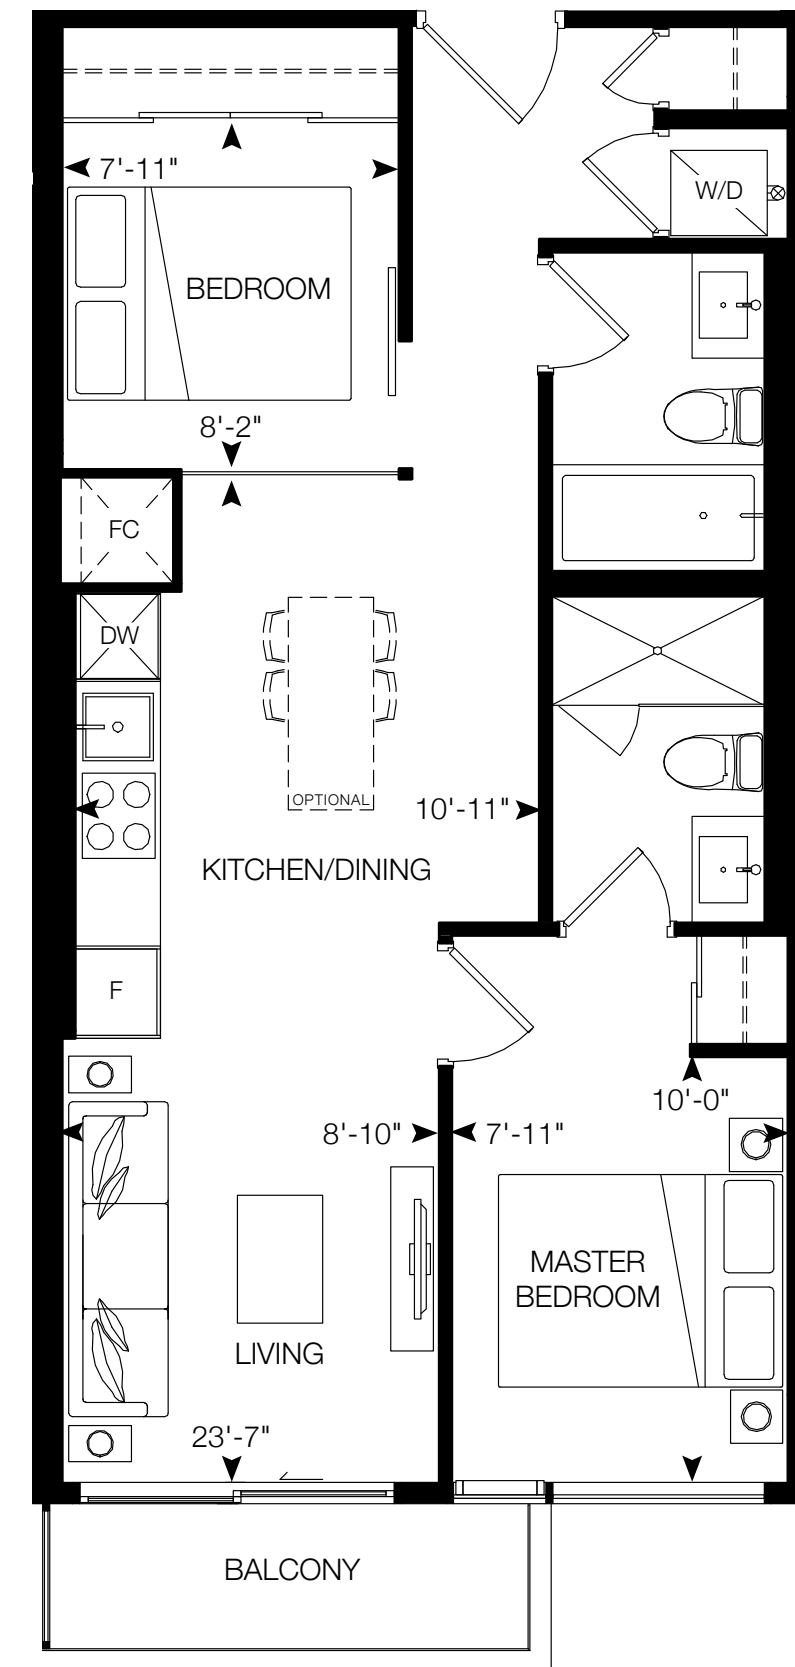 7'-11"
W/D
BEDROOM
8'-2"
FC
DW
OPTIONAL
10'-11"
KITCHEN/DINING
F
10'-0"
8'-10"
7'-11"
MASTER
BEDROOM
LIVING
23'-7"
BALCONY